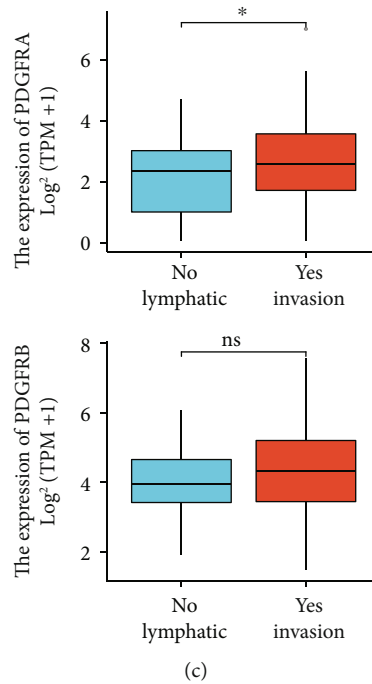 The expression of PDGFRA
Log² (TPM +1)
6
4
2
0
*
No
lymphatic
Yes
invasion
The expression of PDGFRB
Log² (TPM +1)
8
6
4
2
ns
No
lymphatic
Yes
invasion
(c)